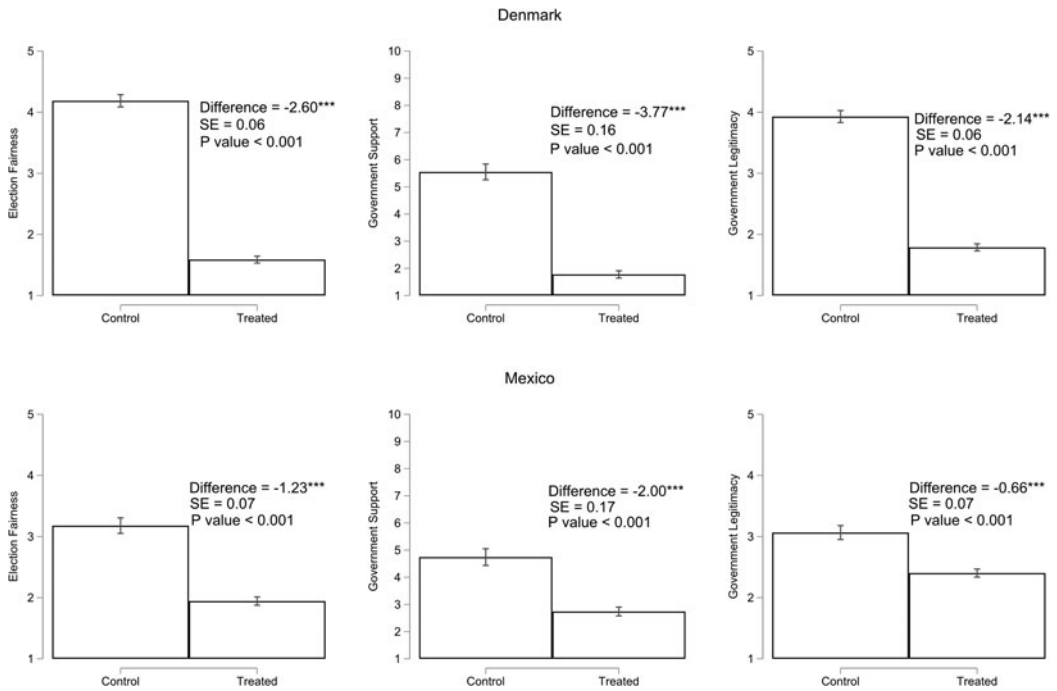 Denmark
Election Fairness
5
4
3
2
1
Difference = -2.60***
SE = 0.06
P value < 0.001
Control
Treated
Government Support
10
9
8
7
6
5
4
3
2
1
Difference = -3.77***
SE = 0.16
P value < 0.001
Control
Treated
Government Legitimacy
5
4
3
2
1
Difference = -2.14***
SE = 0.06
P value < 0.001
Control
Treated
Mexico
Election Fairness
5
4
3
2
1
Difference = -1.23***
SE = 0.07
P value < 0.001
Control
Treated
Government Support
10
9
8
7
6
5
4
3
2
1
Difference = -2.00***
SE = 0.17
P value < 0.001
Control
Treated
Government Legitimacy
5
4
3
2
1
Difference = -0.66***
SE = 0.07
P value < 0.001
Control
Treated